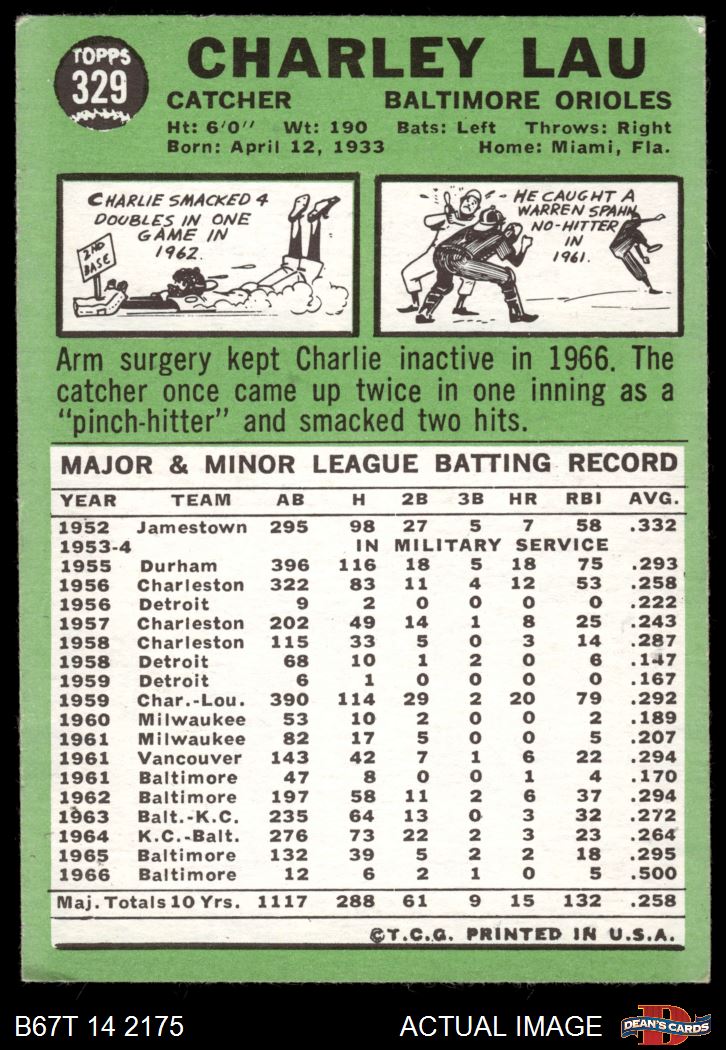 TOPPS
329
CHARLEY LAU
CATCHER BALTIMORE ORIOLES
Ht: 6'0" Wt: 190 Bats: Left Throws: Right
Born: April 12, 1933 Home: Miami, Fla.
CHARLIE SMACKED 4
DOUBLES IN ONE
GAME IN
1962.
2ND
BASE
HE CAUGHT A
WARREN SPAHN
NO-HITTER
IN
1961.
Arm surgery kept Charlie inactive in 1966. The
catcher once came up twice in one inning as a
"pinch-hitter" and smacked two hits.
MAJOR & MINOR LEAGUE BATTING RECORD
YEAR TEAM AB H 2B 3B HR RBI AVG.
1952 Jamestown 295 98 27 5 7 58 .332
1953-4 IN MILITARY SERVICE
1955 Durham 396 116 18 5 18 75 .293
1956 Charleston 322 83 11 4 12 53 .258
1956 Detroit 9 2 0 0 0 0 .222
1957 Charleston 202 49 14 1 8 25 .243
1958 Charleston 115 33 5 0 3 14 .287
1958 Detroit 68 10 1 2 0 6 .147
1959 Detroit 6 1 0 0 0 0 .167
1959 Char.-Lou. 390 114 29 2 20 79 .292
1960 Milwaukee 53 10 2 0 0 2 .189
1961 Milwaukee 82 17 5 0 0 5 .207
1961 Vancouver 143 42 7 1 6 22 .294
1961 Baltimore 47 8 0 0 1 4 .170
1962 Baltimore 197 58 11 2 6 37 .294
1963 Balt.-K.C. 235 64 13 0 3 32 .272
1964 K.C.-Balt. 276 73 22 2 3 23 .264
1965 Baltimore 132 39 5 2 2 18 .295
1966 Baltimore 12 6 2 1 0 5 .500
Maj. Totals 10 Yrs. 1117 288 61 9 15 132 .258
©T.C.G. PRINTED IN U.S.A.
B67T 14 2175 ACTUAL IMAGE
D
DEAN'S CARDS